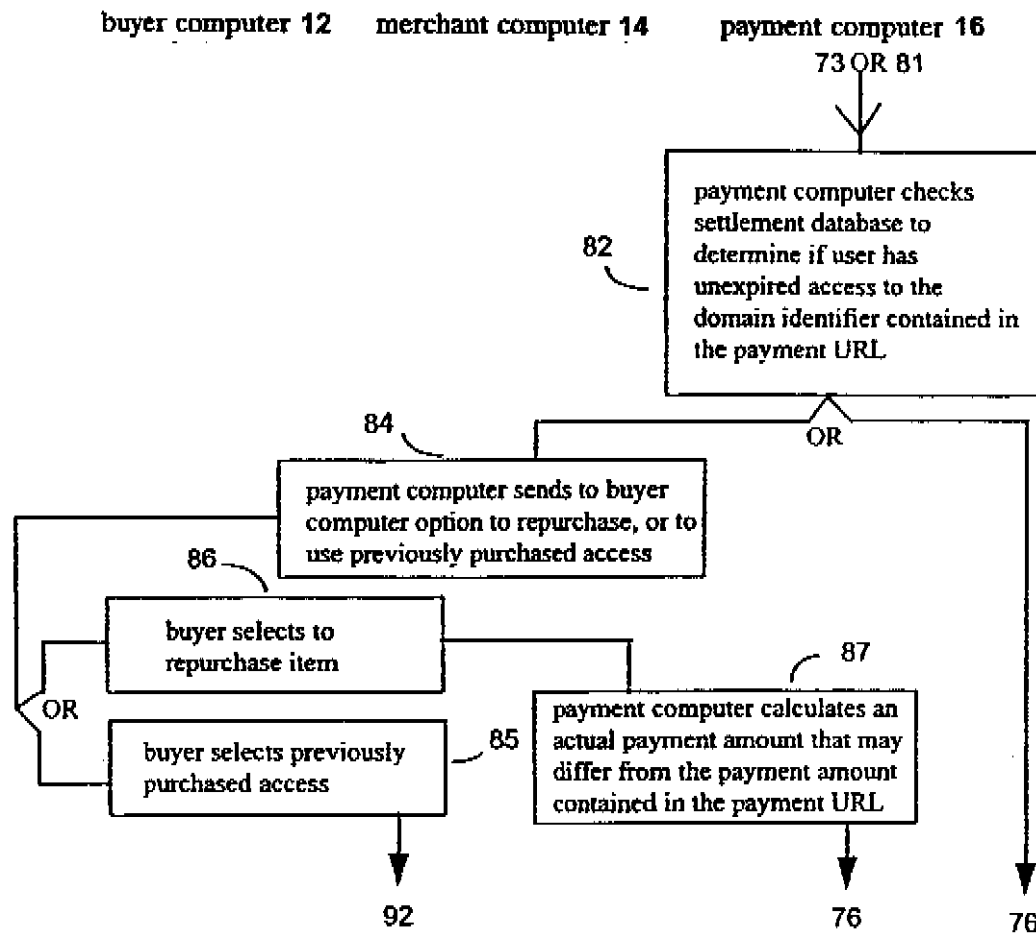 buyer computer 12 merchant computer 14 payment computer 16
73 OR 81
82
payment computer checks
settlement database to
determine if user has
unexpired access to the
domain identifier contained in
the payment URL
OR
84
payment computer sends to buyer
computer option to repurchase, or to
use previously purchased access
86
buyer selects to
repurchase item
OR
85
buyer selects previously
purchased access
87
payment computer calculates an
actual payment amount that may
differ from the payment amount
contained in the payment URL
92
76
76